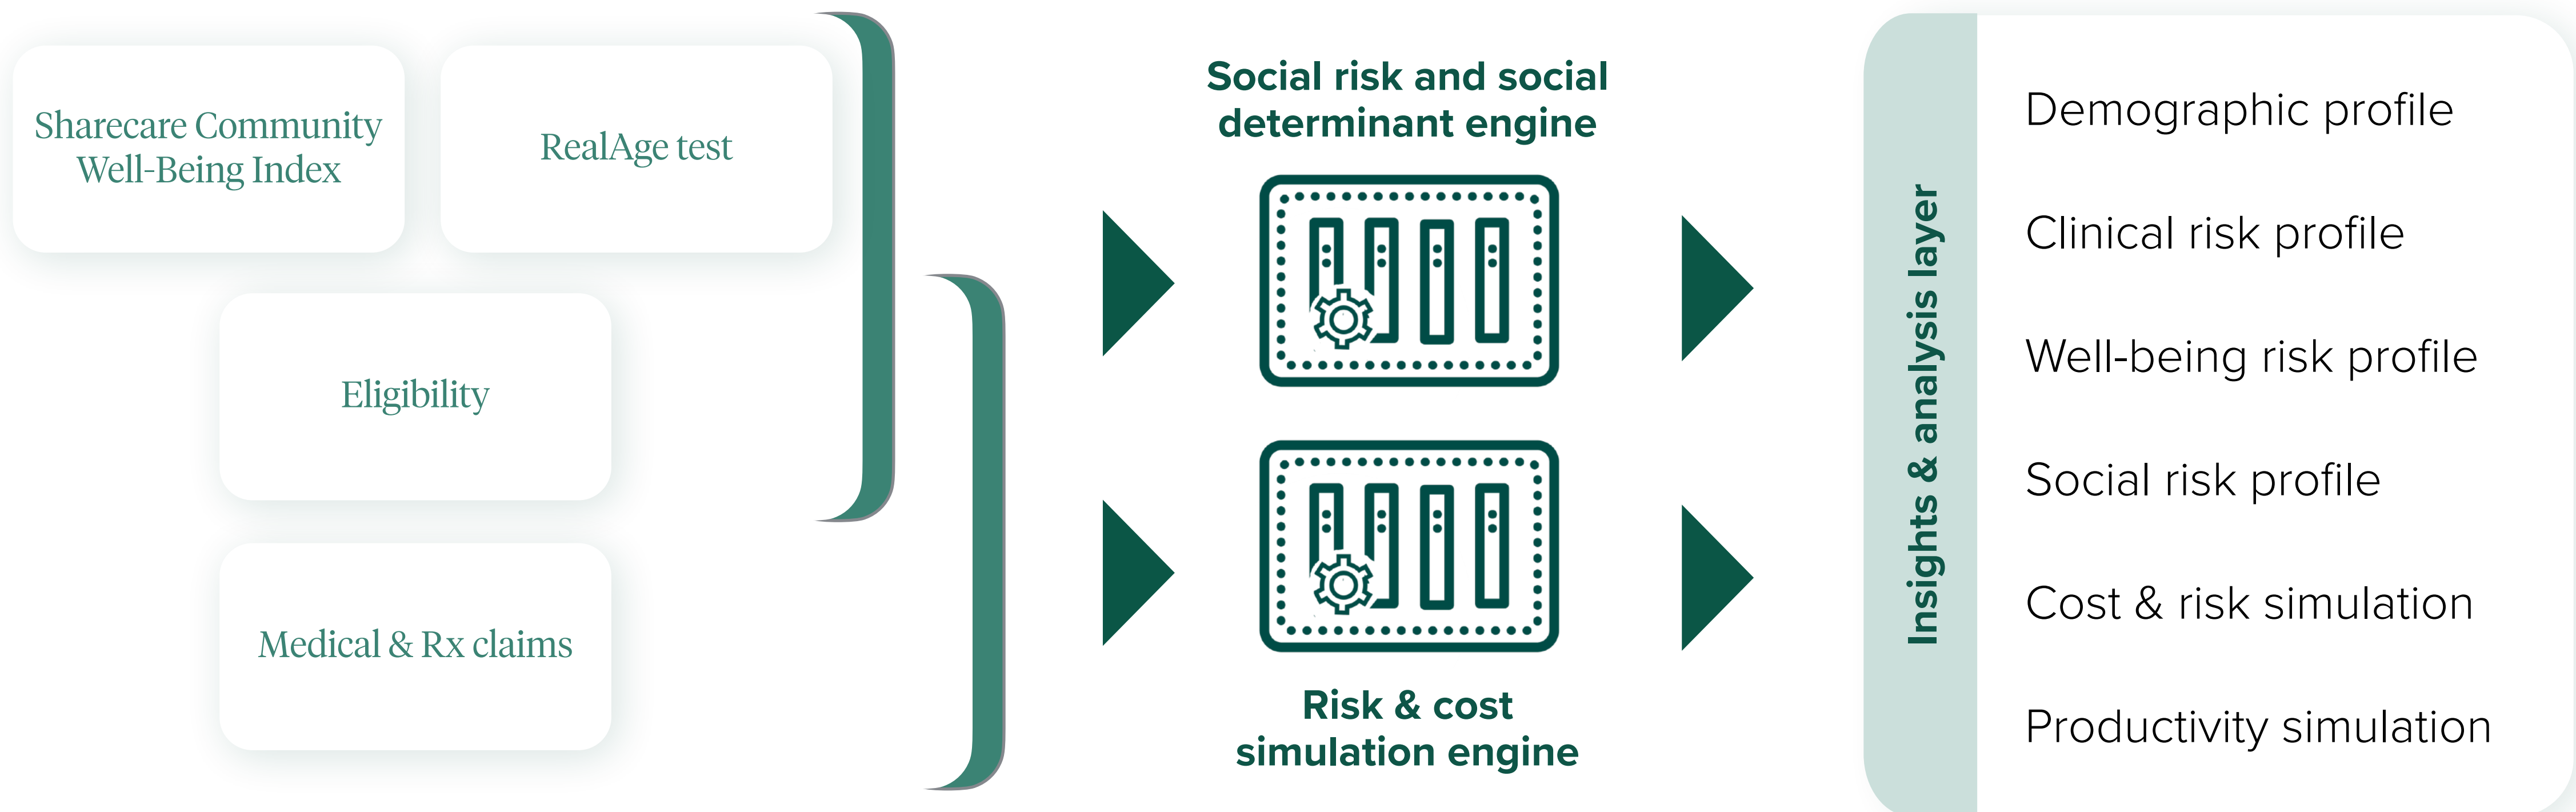 Sharecare Community
Well-Being Index
RealAge test
Eligibility
Medical & Rx claims
Social risk and social
determinant engine
Risk & cost
simulation engine
Insights & analysis layer
Demographic profile
Clinical risk profile
Well-being risk profile
Social risk profile
Cost & risk simulation
Productivity simulation